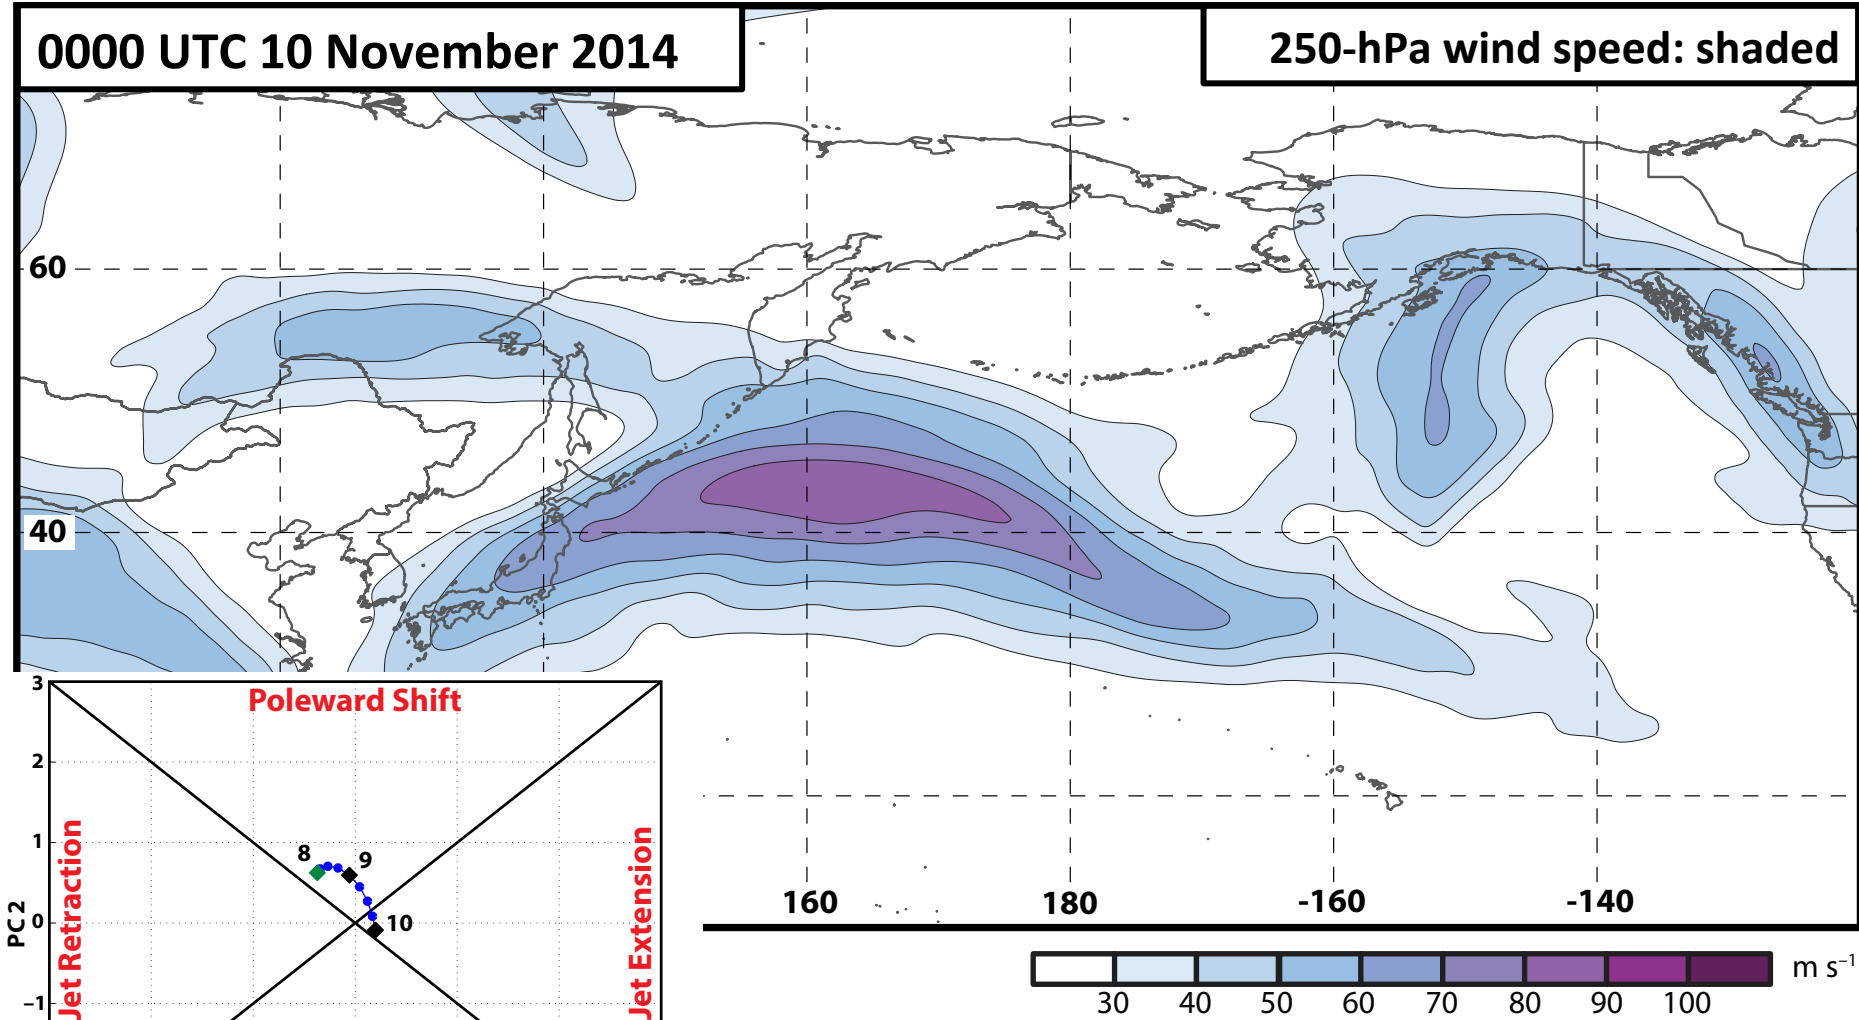 0000 UTC 10 November 2014
250-hPa wind speed: shaded
60
40
160
180
-160
-140
30 40 50 60 70 80 90 100
m s⁻¹
Poleward Shift
Jet Retraction
Jet Extension
PC 2
3
2
1
0
−1
8
9
10